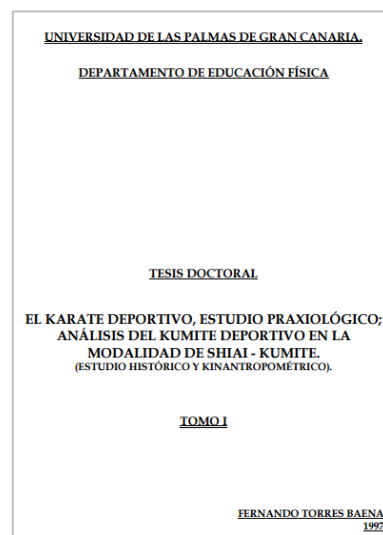 UNIVERSIDAD DE LAS PALMAS DE GRAN CANARIA.
DEPARTAMENTO DE EDUCACIÓN FÍSICA
TESIS DOCTORAL
EL KARATE DEPORTIVO, ESTUDIO PRAXIOLÓGICO;
ANÁLISIS DEL KUMITE DEPORTIVO EN LA
MODALIDAD DE SHIAI - KUMITE.
(ESTUDIO HISTÓRICO Y KINANTROPOMÉTRICO).
TOMO I
FERNANDO TORRES BAENA
1997